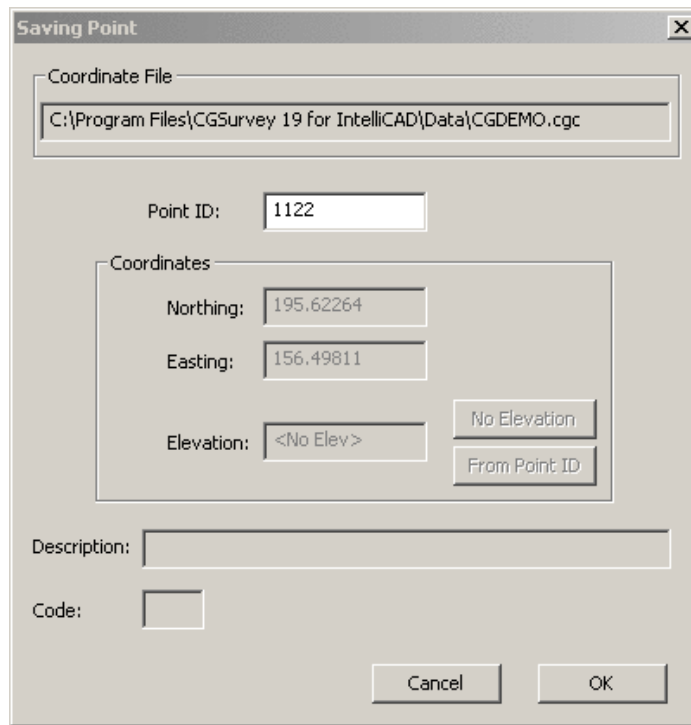 Saving Point
Coordinate File
C:\Program Files\CGSurvey 19 for IntelliCAD\Data\CGDEMO.cgc
Point ID: 1122
Coordinates
Northing: 195.62264
Easting: 156.49811
Elevation: <No Elev>
No Elevation
From Point ID
Description:
Code:
Cancel OK